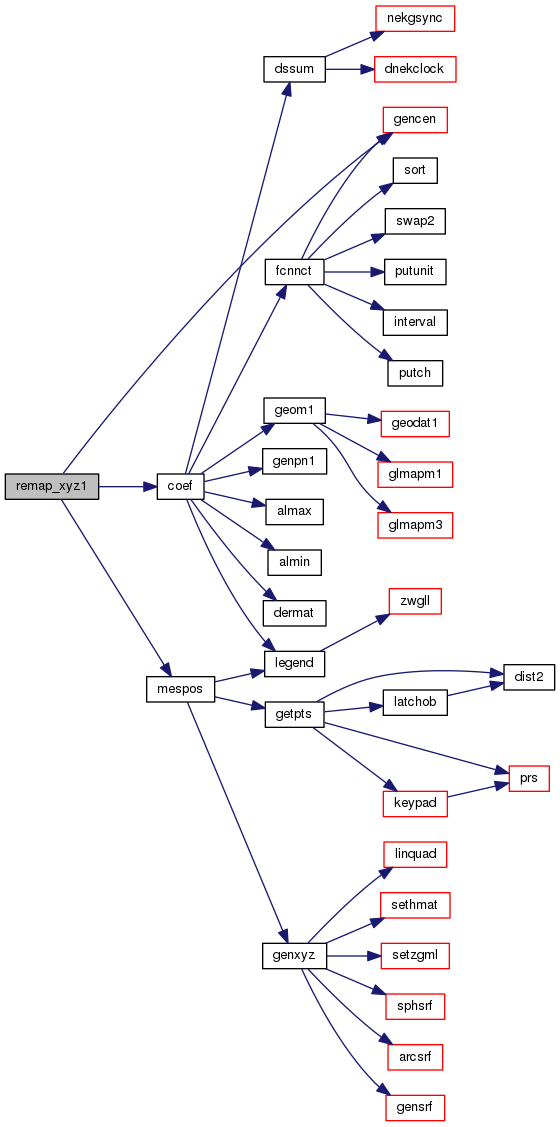 nekgsync
dssum
dnekclock
gencen
sort
swap2
fcnnct
putunit
interval
putch
geom1
geodat1
genpn1
glmapm1
remap_xyz1
coef
almax
glmapm3
almin
zwgll
dermat
legend
dist2
mespos
latchob
getpts
prs
keypad
linquad
sethmat
genxyz
setzgml
sphsrf
arcsrf
gensrf